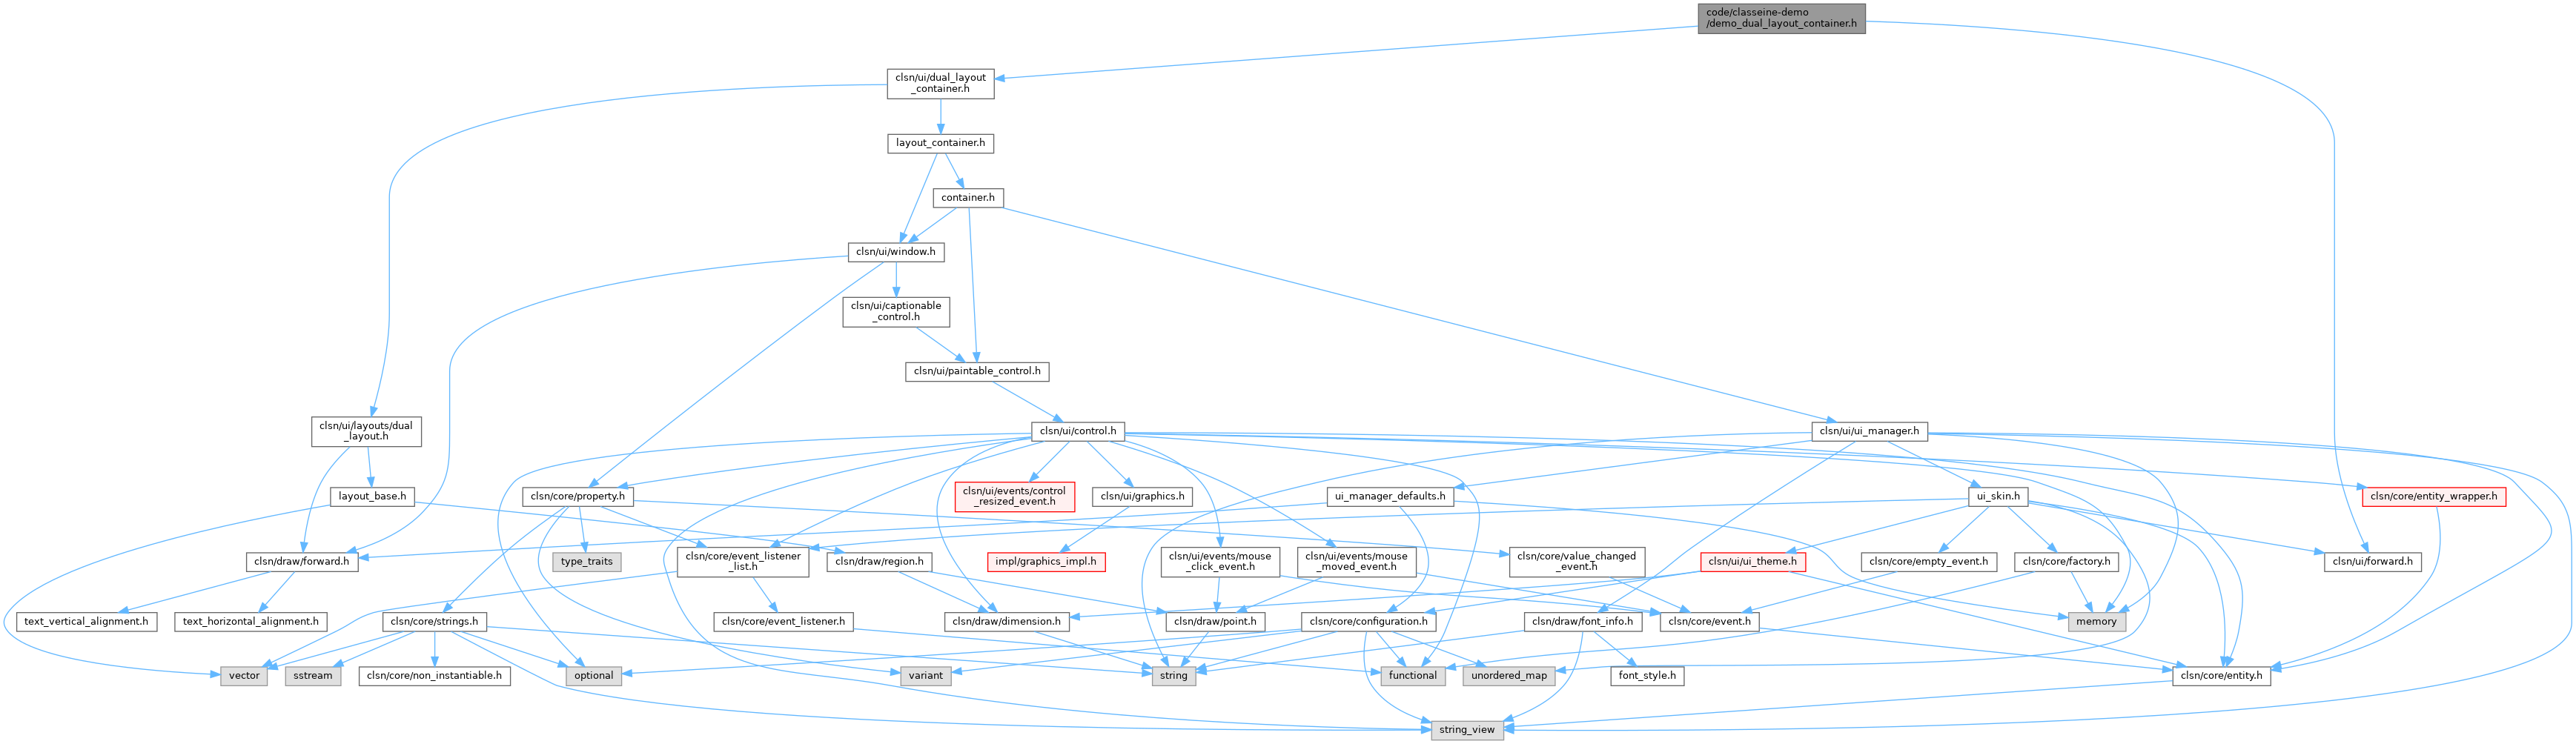 code/classeine-demo
/demo_dual_layout_container.h
clsn/ui/dual_layout
_container.h
layout_container.h
container.h
clsn/ui/window.h
clsn/ui/captionable
_control.h
clsn/ui/paintable_control.h
clsn/ui/layouts/dual
_layout.h
clsn/ui/control.h
clsn/ui/ui_manager.h
layout_base.h
clsn/core/property.h
clsn/ui/events/control
_resized_event.h
clsn/ui/graphics.h
ui_manager_defaults.h
ui_skin.h
clsn/core/entity_wrapper.h
clsn/draw/forward.h
type_traits
clsn/core/event_listener
_list.h
clsn/draw/region.h
impl/graphics_impl.h
clsn/ui/events/mouse
_click_event.h
clsn/ui/events/mouse
_moved_event.h
clsn/core/value_changed
_event.h
clsn/ui/ui_theme.h
clsn/core/empty_event.h
clsn/core/factory.h
clsn/ui/forward.h
text_vertical_alignment.h
text_horizontal_alignment.h
clsn/core/strings.h
clsn/core/event_listener.h
clsn/draw/dimension.h
clsn/draw/point.h
clsn/core/configuration.h
clsn/draw/font_info.h
clsn/core/event.h
memory
vector
sstream
clsn/core/non_instantiable.h
optional
variant
string
functional
unordered_map
font_style.h
clsn/core/entity.h
string_view